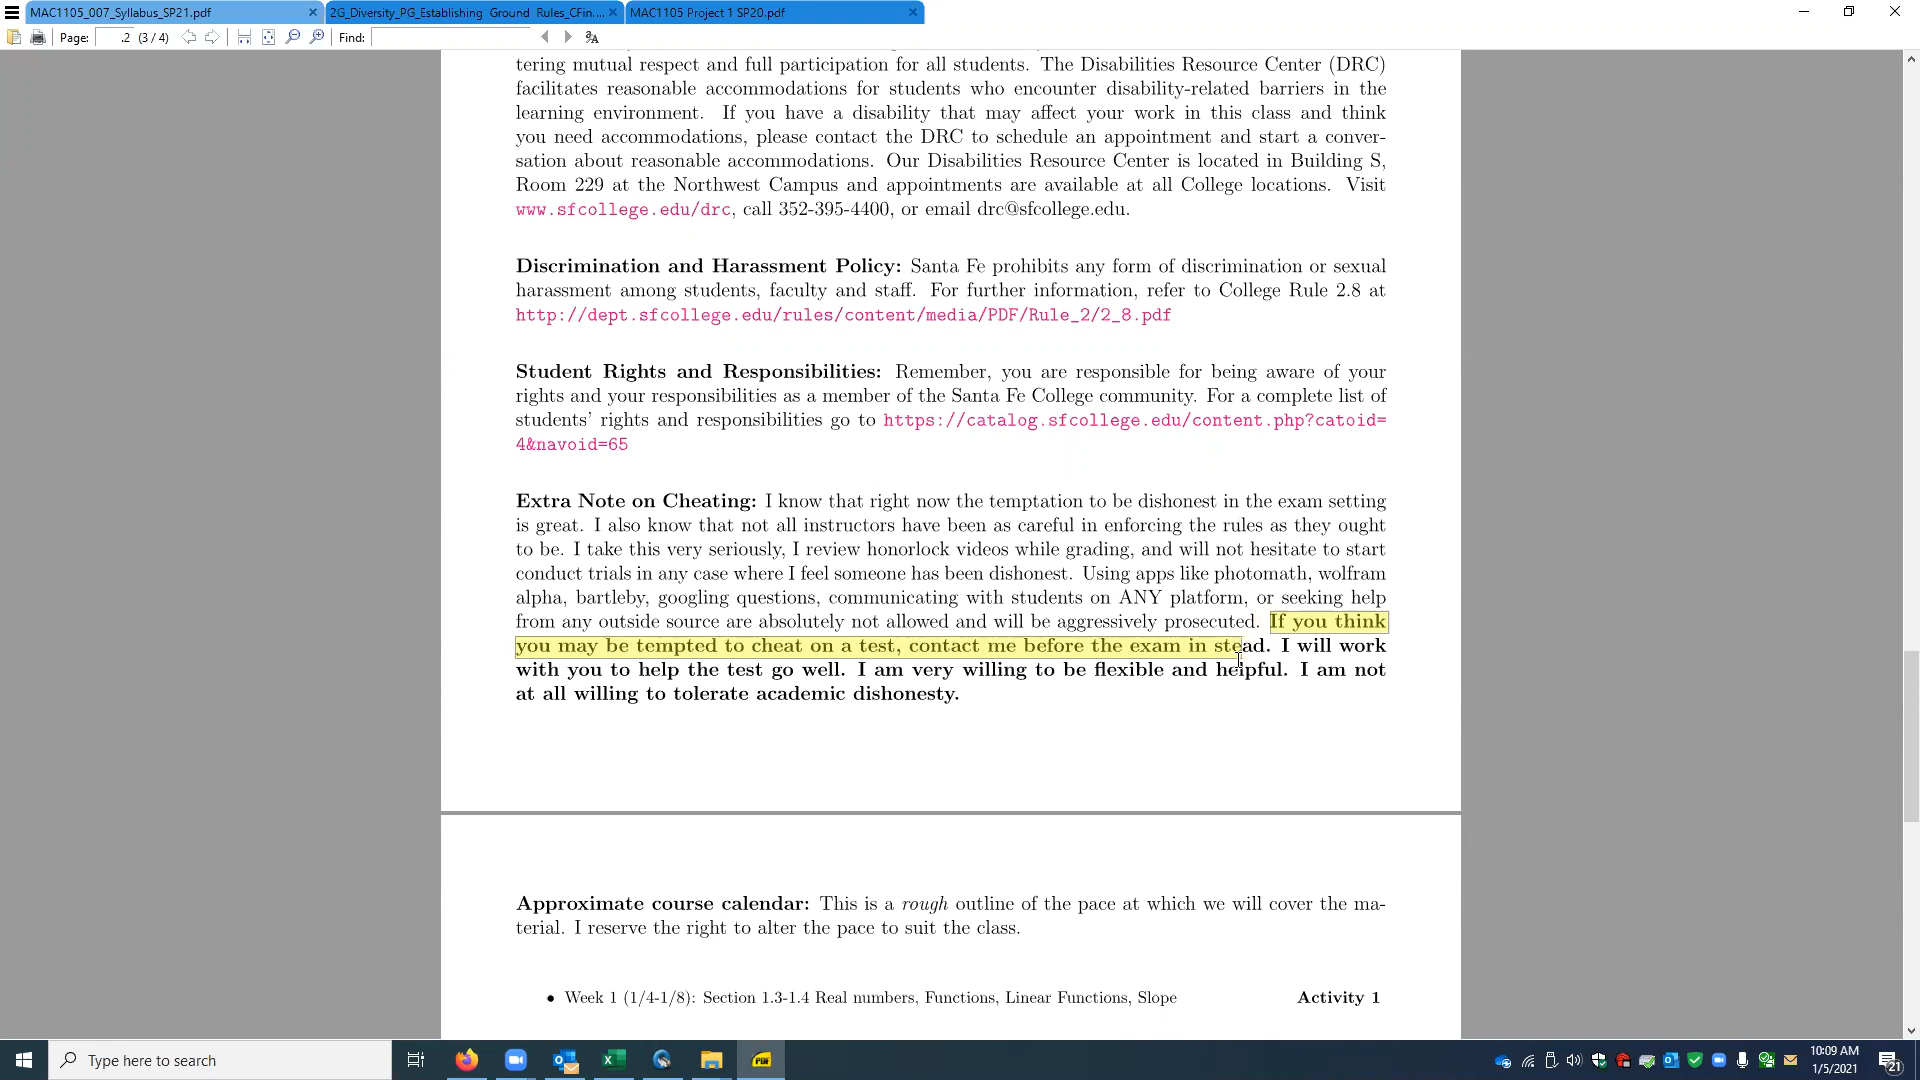 MAC1105_007_Syllabus_SP21.pdf
2G_Diversity_PG_Establishing Ground Rules_CFin....
MAC1105 Project 1 SP20.pdf
Page: .2 (3 / 4) Find:
tering mutual respect and full participation for all students. The Disabilities Resource Center (DRC)
facilitates reasonable accommodations for students who encounter disability-related barriers in the
learning environment. If you have a disability that may affect your work in this class and think
you need accommodations, please contact the DRC to schedule an appointment and start a conver-
sation about reasonable accommodations. Our Disabilities Resource Center is located in Building S,
Room 229 at the Northwest Campus and appointments are available at all College locations. Visit
www.sfcollege.edu/drc, call 352-395-4400, or email drc@sfcollege.edu.
Discrimination and Harassment Policy: Santa Fe prohibits any form of discrimination or sexual
harassment among students, faculty and staff. For further information, refer to College Rule 2.8 at
http://dept.sfcollege.edu/rules/content/media/PDF/Rule_2/2_8.pdf
Student Rights and Responsibilities: Remember, you are responsible for being aware of your
rights and your responsibilities as a member of the Santa Fe College community. For a complete list of
students' rights and responsibilities go to https://catalog.sfcollege.edu/content.php?catoid=
4&navoid=65
Extra Note on Cheating: I know that right now the temptation to be dishonest in the exam setting
is great. I also know that not all instructors have been as careful in enforcing the rules as they ought
to be. I take this very seriously, I review honorlock videos while grading, and will not hesitate to start
conduct trials in any case where I feel someone has been dishonest. Using apps like photomath, wolfram
alpha, bartleby, googling questions, communicating with students on ANY platform, or seeking help
from any outside source are absolutely not allowed and will be aggressively prosecuted. If you think
you may be tempted to cheat on a test, contact me before the exam in stead. I will work
with you to help the test go well. I am very willing to be flexible and helpful. I am not
at all willing to tolerate academic dishonesty.
Approximate course calendar: This is a rough outline of the pace at which we will cover the ma-
terial. I reserve the right to alter the pace to suit the class.
• Week 1 (1/4-1/8): Section 1.3-1.4 Real numbers, Functions, Linear Functions, Slope Activity 1
Type here to search
10:09 AM
1/5/2021
21